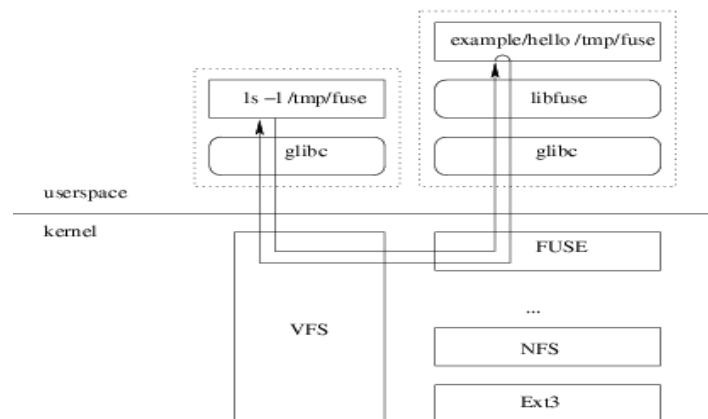 example/hello /tmp/fuse
ls -l /tmp/fuse
libfuse
glibc
glibc
userspace
kernel
FUSE
VFS
...
NFS
Ext3